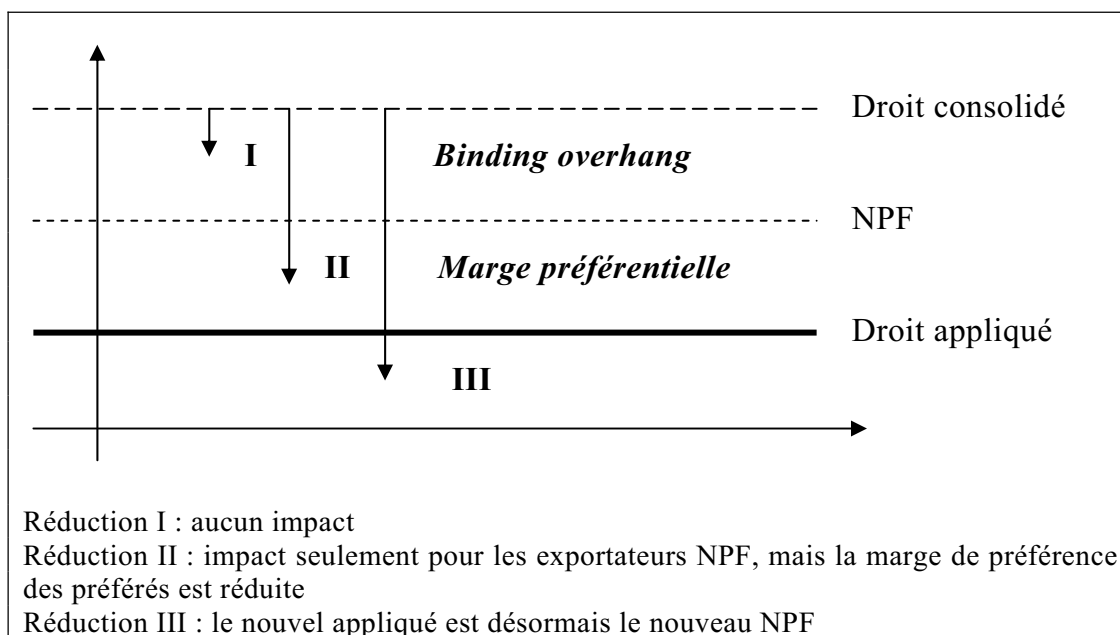 Droit consolidé
I
Binding overhang
NPF
II
Marge préférentielle
Droit appliqué
III
Réduction I : aucun impact
Réduction II : impact seulement pour les exportateurs NPF, mais la marge de préférence
des préférés est réduite
Réduction III : le nouvel appliqué est désormais le nouveau NPF